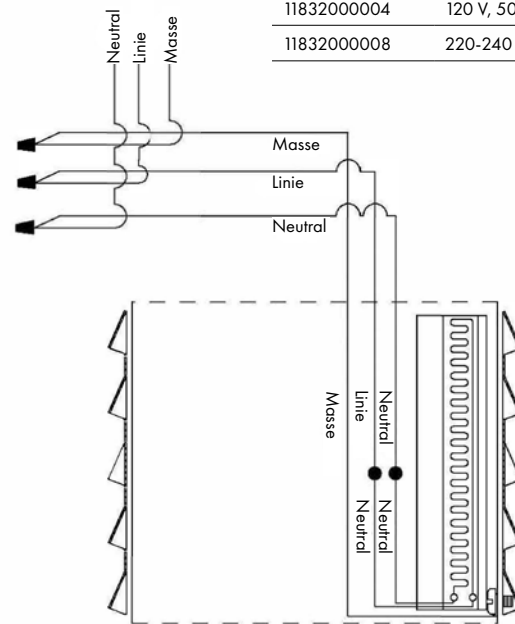 11832000004 120 V, 50
11832000008 220-240
Neutral
Linie
Masse
Masse
Linie
Neutral
Masse
Linie
Neutral
Neutral
Neutral